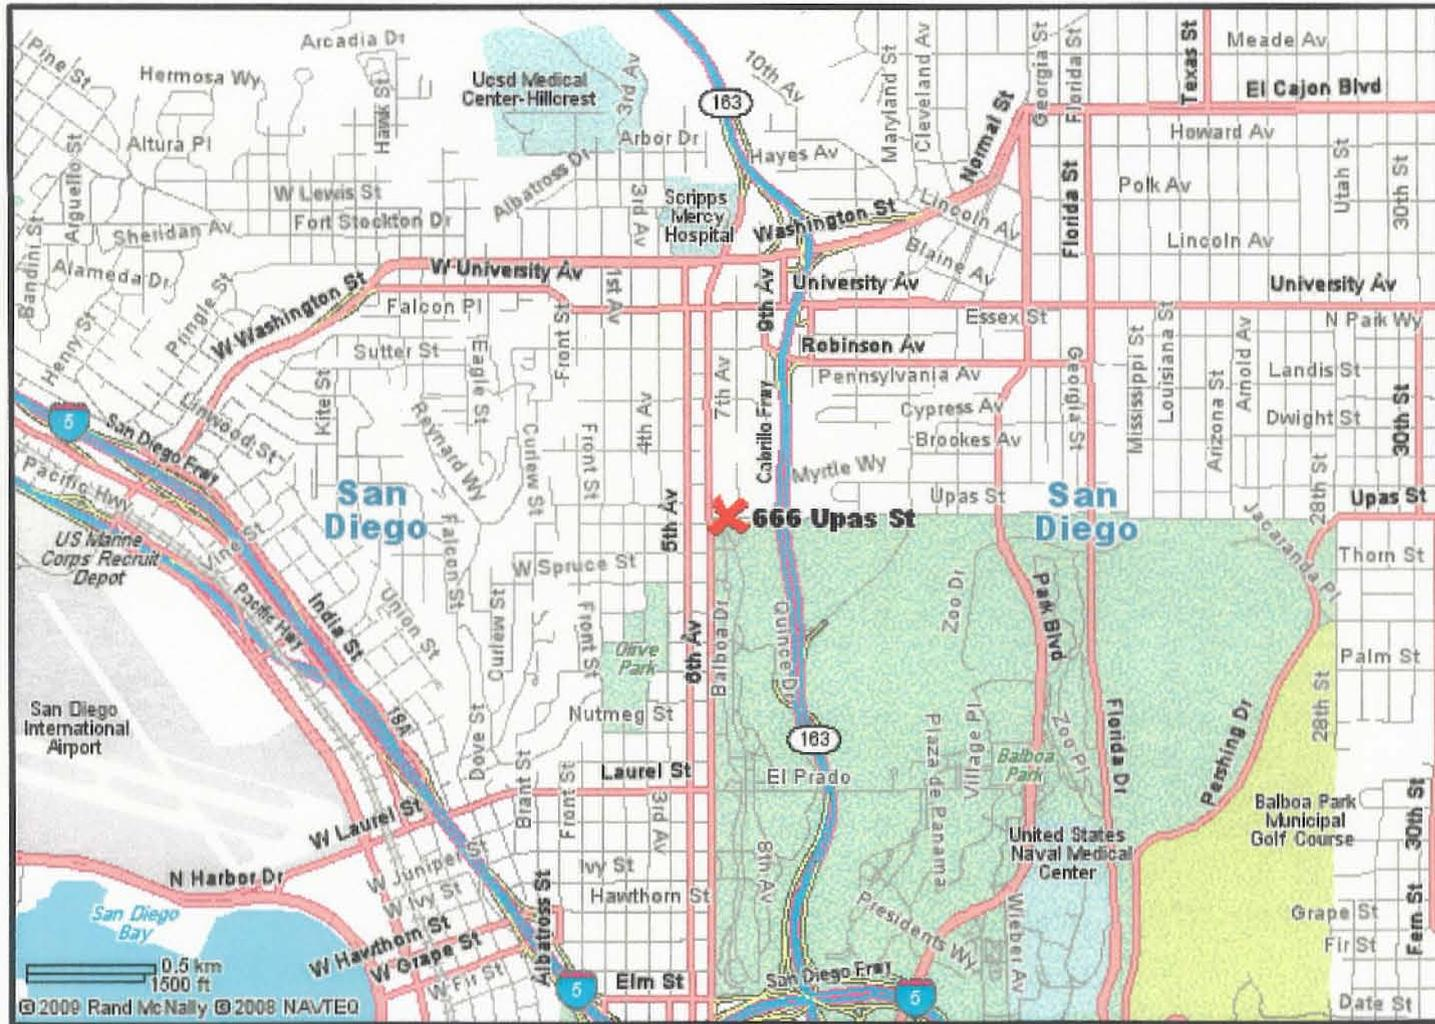 Pine St
Arcadia Dr
Hermosa Wy
Hawk St
Altura Pl
Arguello St
Ucsd Medical
Center-Hillcrest
3rd Av
Arbor Dr
163
10th Av
Hayes Av
Maryland St
Cleveland Av
Normal St
Georgia St
Florida St
Texas St
Meade Av
El Cajon Blvd
Howard Av
Polk Av
Utah St
30th St
W Lewis St
Fort Stockton Dr
Sheridan Av
Alameda Dr
Bandini St
Albatross Dr
3rd Av
Scripps
Mercy
Hospital
Washington St
Lincoln Av
Blaine Av
Florida St
Lincoln Av
W University Av
1st Av
9th Av
University Av
University Av
Pringle St
Henry St
W Washington St
Falcon Pl
Front St
Sutter St
Eagle St
Essex St
N Park Wy
Robinson Av
Pennsylvania Av
Georgia St
Mississippi St
Louisiana St
Arizona St
Arnold Av
Landis St
Dwight St
30th St
7th Av
Cabrillo Frwy
Cypress Av
Brookes Av
Myrtle Wy
Upas St
5
San Diego Frwy
Linwood St
Kite St
Reynard Wy
Curlew St
Front St
4th Av
Pacific Hwy
San
Diego
5th Av
666 Upas St
San
Diego
28th St
Upas St
Jacaranda Pl
Thorn St
US Marine
Corps Recruit
Depot
Vine St
Falcon St
W Spruce St
Pacific Hwy
India St
Union St
Curlew St
Front St
Olive
Park
6th Av
Balboa Dr
Quince Dr
Zoo Dr
Park Blvd
Palm St
28th St
San Diego
International
Airport
18A
Dove St
Nutmeg St
163
Plaza de Panama
Village Pl
Balboa
Park
Zoo Pl
Florida Dr
Pershing Dr
Laurel St
El Prado
Brant St
Front St
3rd Av
W Laurel St
8th Av
United States
Naval Medical
Center
Balboa Park
Municipal
Golf Course
30th St
N Harbor Dr
W Juniper St
Ivy St
W Ivy St
Hawthorn St
Presidents Wy
Wieber Av
Grape St
Fir St
Fern St
San Diego
Bay
W Hawthorn St
W Grape St
W Fir St
Albatross St
5
Elm St
San Diego Frwy
5
Date St
0.5 km
1500 ft
© 2009 Rand McNally © 2008 NAVTEQ